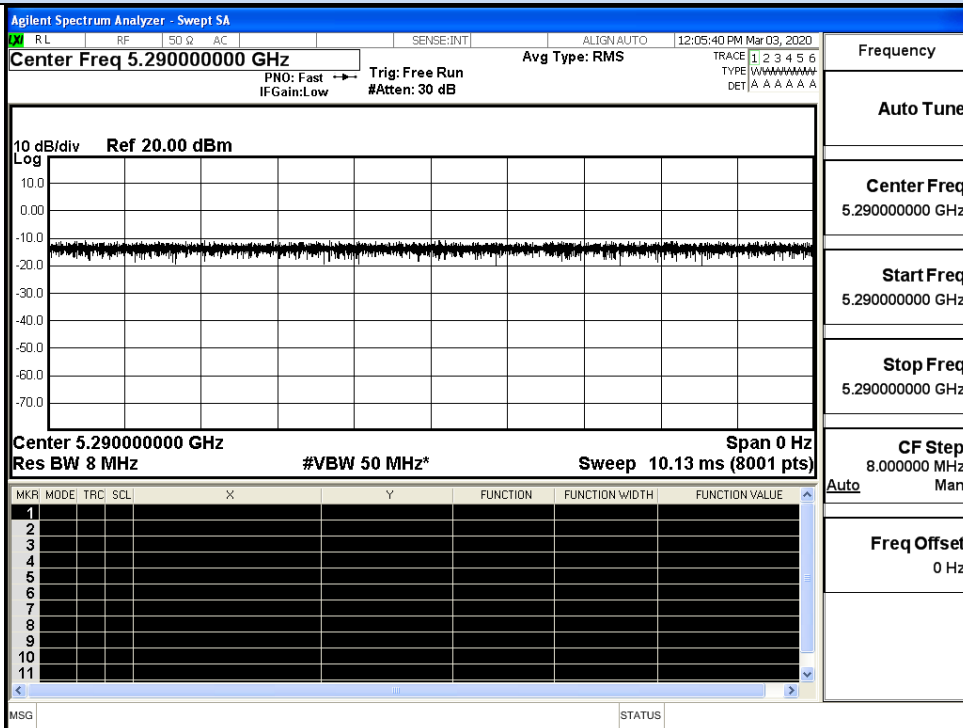 Agilent Spectrum Analyzer - Swept SA
LXI RL RF 50 Ω AC SENSE:INT ALIGN AUTO 12:05:40 PM Mar 03, 2020
Center Freq 5.290000000 GHz
PNO: Fast
IFGain:Low
Trig: Free Run
#Atten: 30 dB
Avg Type: RMS
TRACE 1 2 3 4 5 6
TYPE WWWWWW
DET A A A A A A
10 dB/div Ref 20.00 dBm
Log
10.0
0.00
-10.0
-20.0
-30.0
-40.0
-50.0
-60.0
-70.0
Center 5.290000000 GHz Span 0 Hz
Res BW 8 MHz #VBW 50 MHz* Sweep 10.13 ms (8001 pts)
MKR MODE TRC SCL X Y FUNCTION FUNCTION WIDTH FUNCTION VALUE
1
2
3
4
5
6
7
8
9
10
11
MSG STATUS
Frequency
Auto Tune
Center Freq
5.290000000 GHz
Start Freq
5.290000000 GHz
Stop Freq
5.290000000 GHz
CF Step
8.000000 MHz
Auto Man
Freq Offset
0 Hz